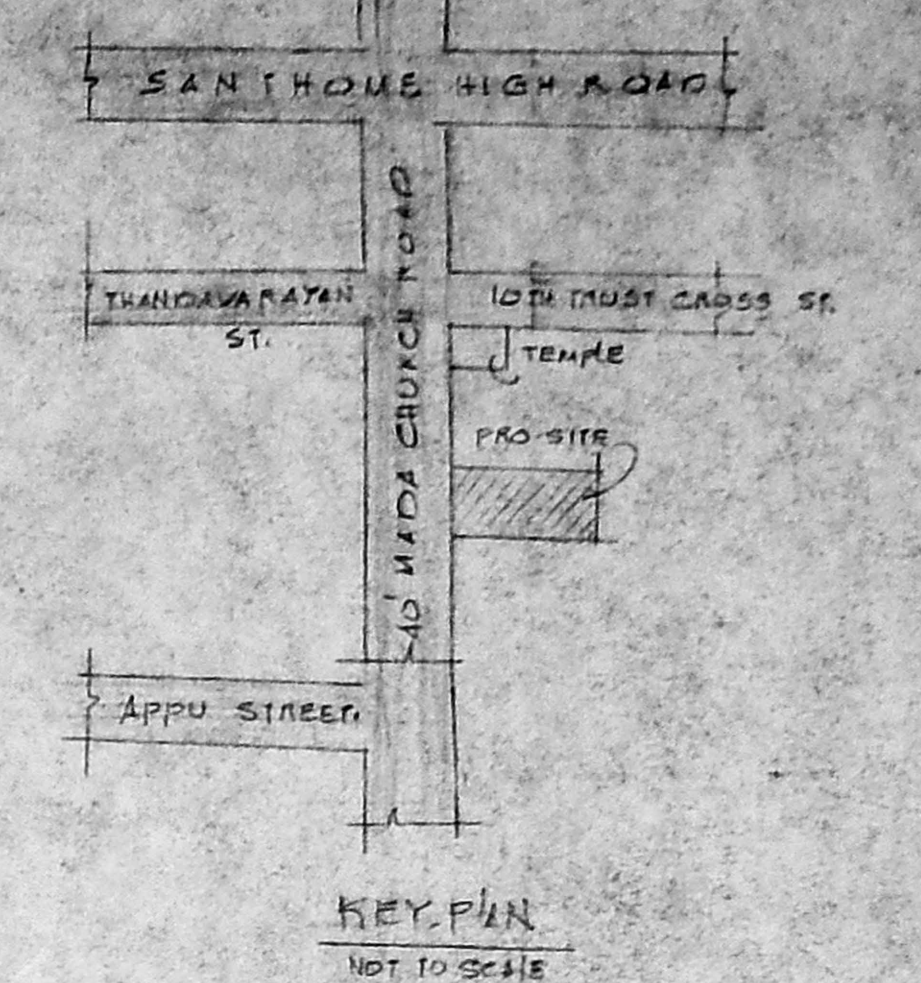 SANTHOME HIGH ROAD
40' MADA CHURCH ROAD
THANDAVARAYAN
ST.
10TH TRUST CROSS ST.
TEMPLE
PRO-SITE
APPU STREET.
KEY PLAN
NOT TO SCALE